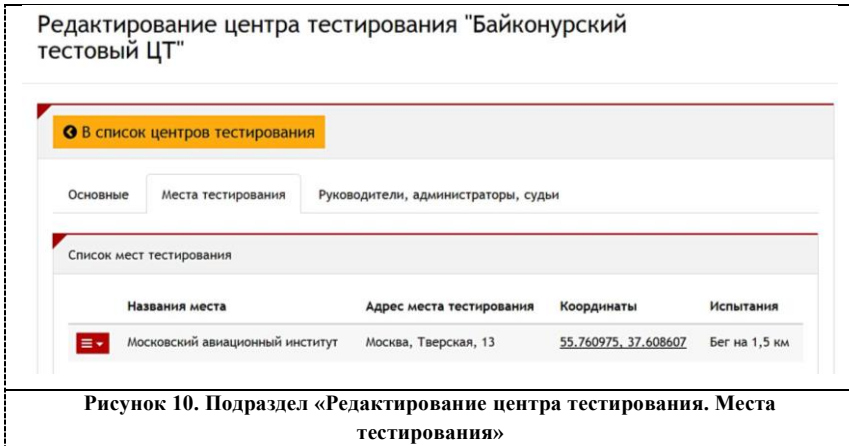 Редактирование центра тестирования "Байконурский
тестовый ЦТ"
В список центров тестирования
Основные Места тестирования Руководители, администраторы, судьи
Список мест тестирования
Названия места Адрес места тестирования Координаты Испытания
Московский авиационный институт Москва, Тверская, 13 55.760975, 37.608607 Бег на 1,5 км
Рисунок 10. Подраздел «Редактирование центра тестирования. Места
тестирования»